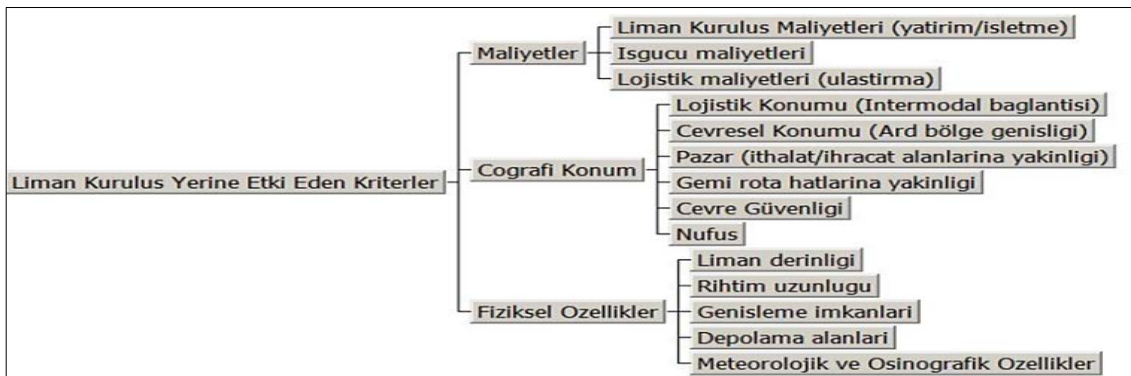 Liman Kurulus Yerine Etki Eden Kriterler
Maliyetler
Liman Kurulus Maliyetleri (yatirim/isletme)
Isgucu maliyetleri
Lojistik maliyetleri (ulastirma)
Cografi Konum
Lojistik Konumu (Intermodal baglantisi)
Cevresel Konumu (Ard bölge genisligi)
Pazar (ithalat/ihracat alanlarina yakinligi)
Gemi rota hatlarina yakinligi
Cevre Güvenligi
Nufus
Fiziksel Ozellikler
Liman derinligi
Rihtim uzunlugu
Genisleme imkanlari
Depolama alanlari
Meteorolojik ve Osinografik Ozellikler